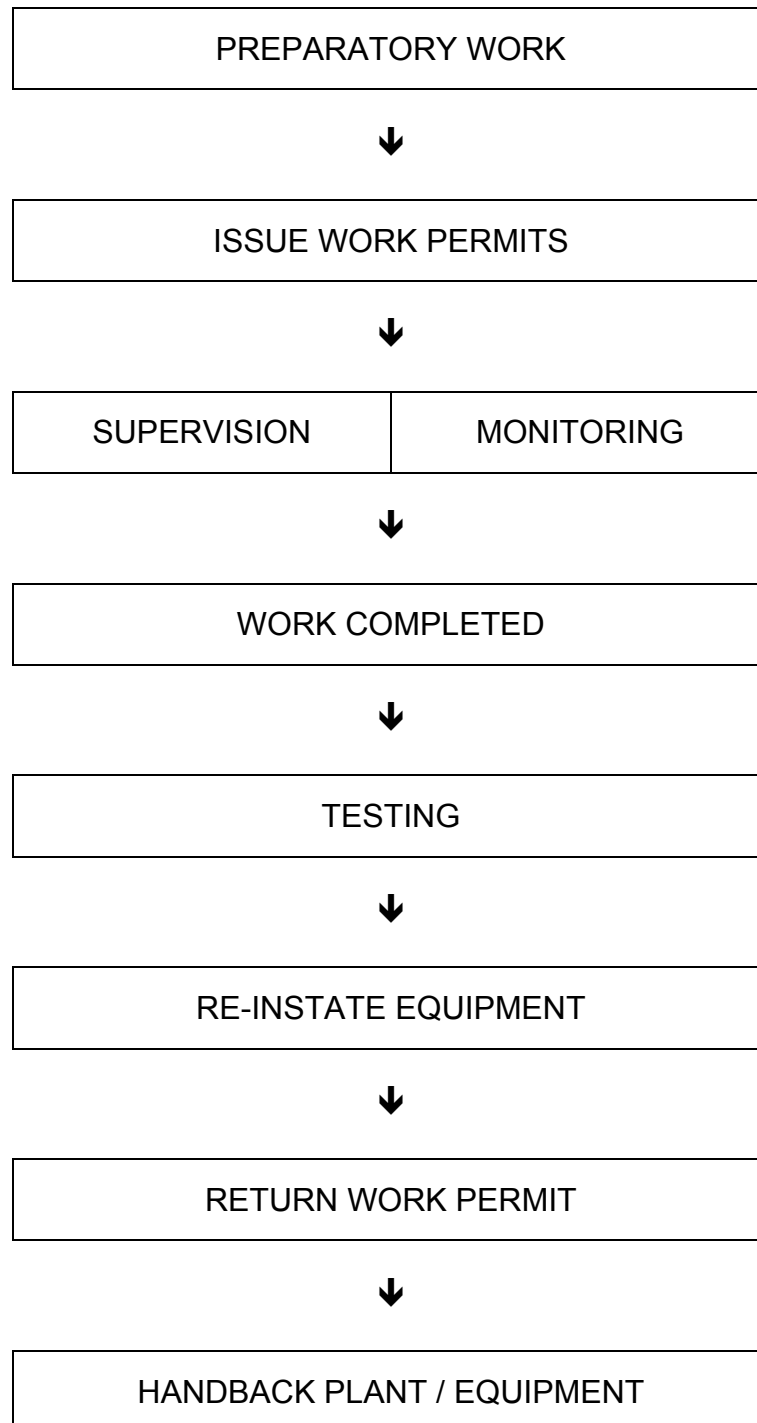 PREPARATORY WORK
ISSUE WORK PERMITS
SUPERVISION MONITORING
WORK COMPLETED
TESTING
RE-INSTATE EQUIPMENT
RETURN WORK PERMIT
HANDBACK PLANT / EQUIPMENT